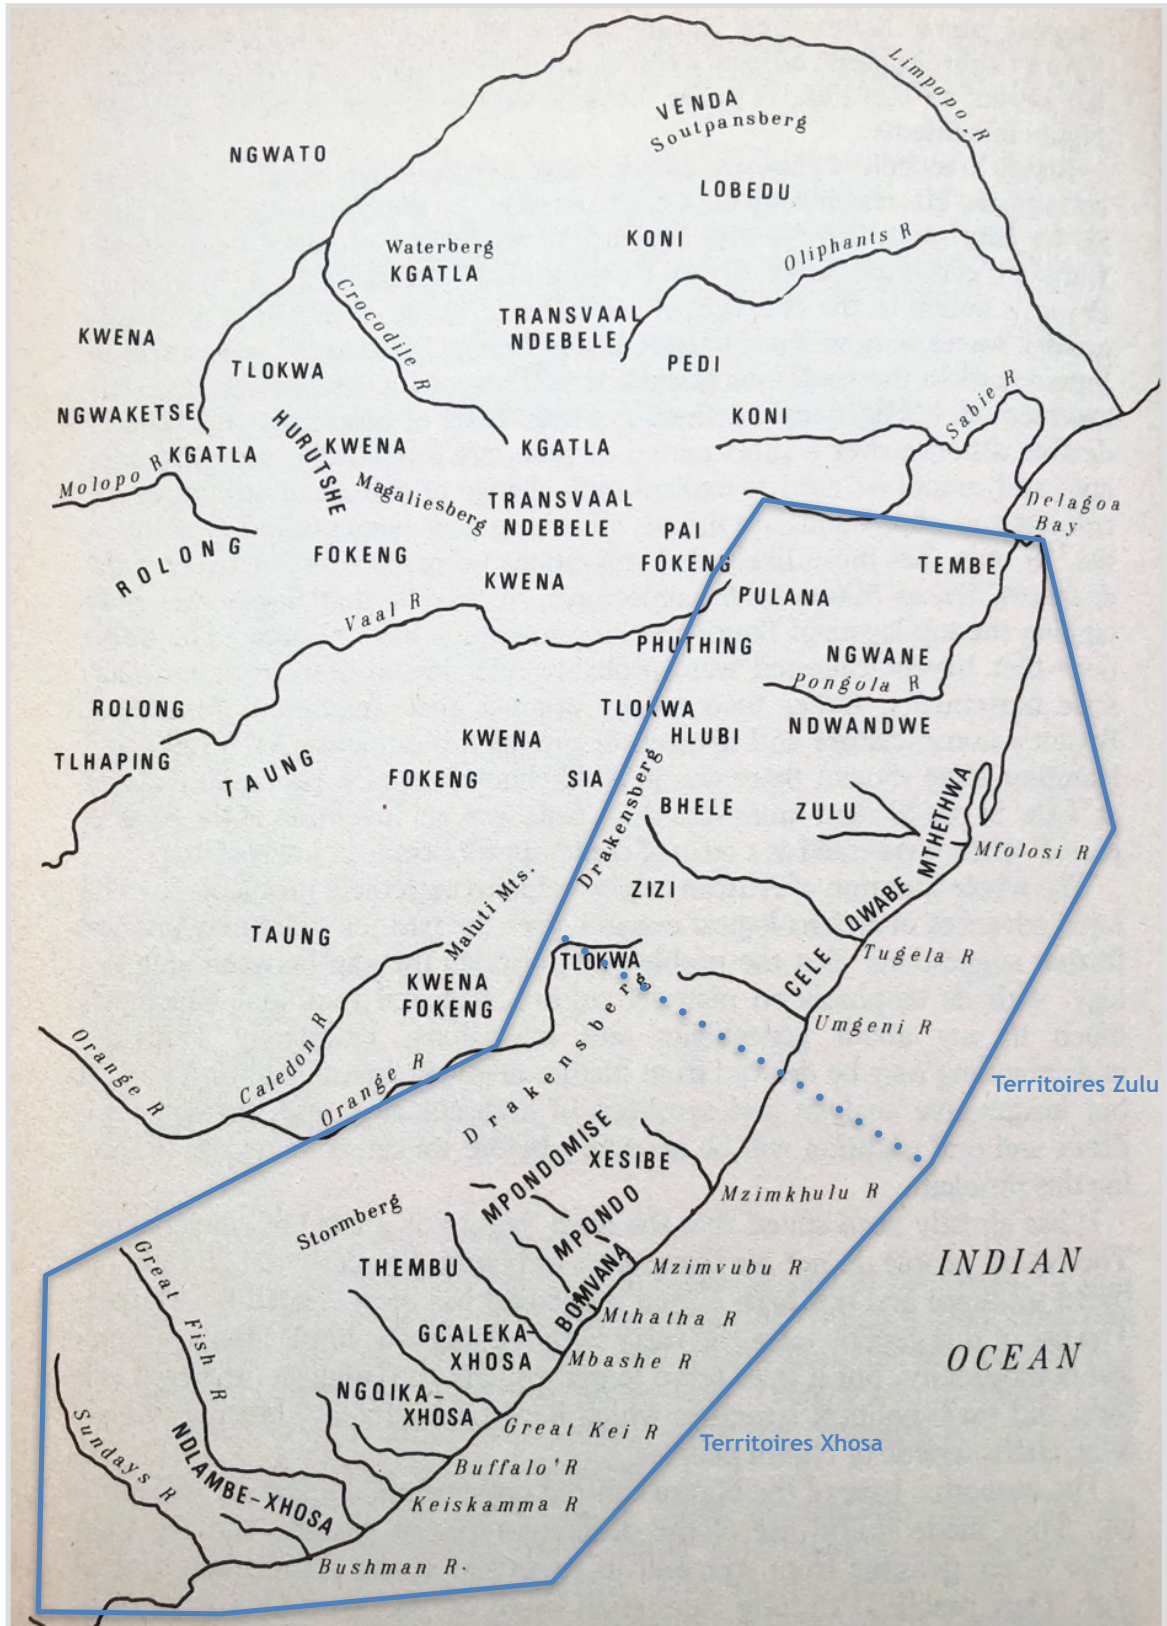 Limpopo R
VENDA
Soutpansberg
NGWATO
LOBEDU
KONI
Oliphants R
Waterberg
KGATLA
Crocodile R
TRANSVAAL
NDEBELE
KWENA
TLOKWA
PEDI
Sabie R
NGWAKETSE
KONI
HURUTSHE
KWENA
KGATLA
KGATLA
Molopo R
Magaliesberg
TRANSVAAL
NDEBELE
Delagoa
Bay
PAI
ROLONG
FOKENG
FOKENG
TEMBE
KWENA
PULANA
Vaal R
PHUTHING
NGWANE
Pongola R
ROLONG
TLOKWA
NDWANDWE
KWENA
HLUBI
TLHAPING
TAUNG
FOKENG
SIA
Drakensberg
BHELE
ZULU
MTHETHWA
Mfolosi R
ZIZI
QWABE
Maluti Mts.
TAUNG
Tugela R
TLOKWA
CELE
KWENA
FOKENG
Umgeni R
Orange R
Caledon R
Orange R
Drakensberg
Territoires Zulu
MPONDOMISE
XESIBE
Mzimkhulu R
Stormberg
MPONDO
Great Fish R
THEMBU
BOMVANA
Mzimvubu R
INDIAN
OCEAN
Mthatha R
GCALEKA-
XHOSA
Mbashe R
NGQIKA-
XHOSA
Great Kei R
Territoires Xhosa
Sundays R
NDLAMBE-XHOSA
Buffalo'R
Keiskamma R
Bushman R.